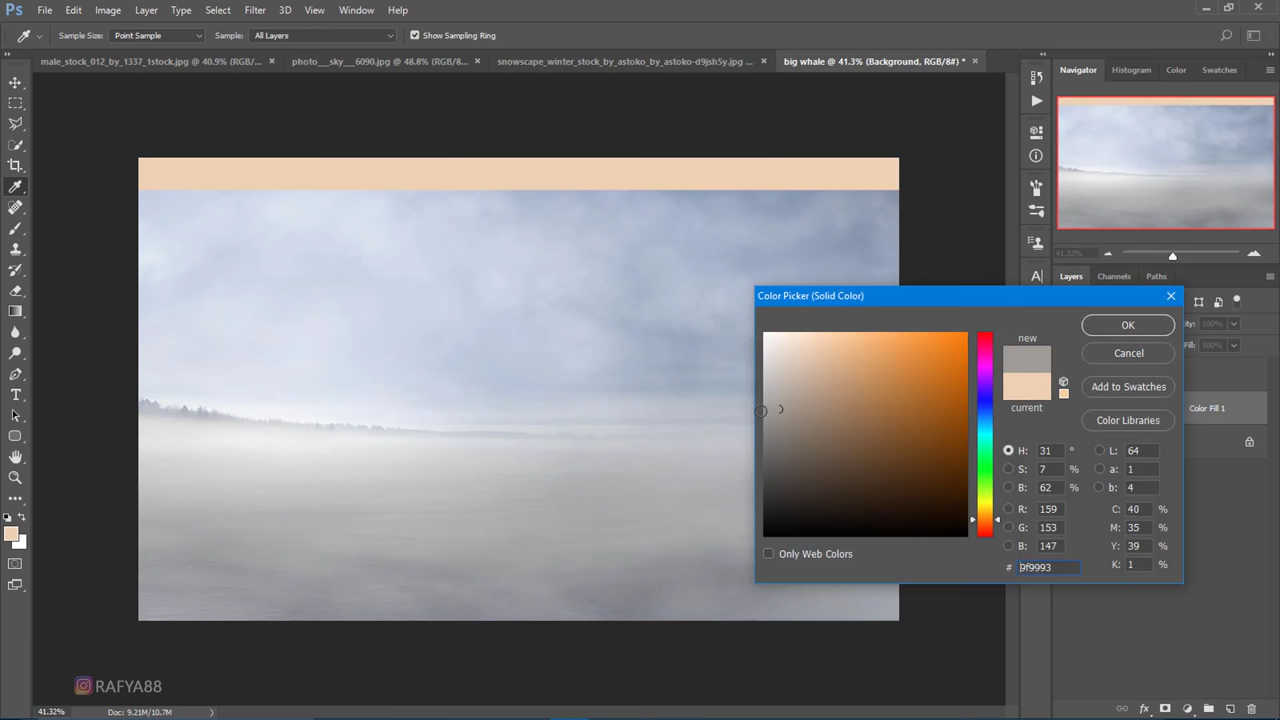 Ps File Edit Image Layer Type Select Filter 3D View Window Help
Sample Size: Point Sample Sample: All Layers Show Sampling Ring
male_stock_012_by_1337_1stock.jpg @ 40.9% (RGB/... photo___sky__6090.jpg @ 48.8% (RGB/8... snowscape_winter_stock_by_astoko_by_astoko-d9jsh5y.jpg ... big whale @ 41.3% (Background, RGB/8#) *
Navigator Histogram Color Swatches
41.32%
Layers Channels Paths
100%
Fill: 100%
Color Fill 1
Color Picker (Solid Color)
new
current
OK
Cancel
Add to Swatches
Color Libraries
H: 31 ° L: 64
S: 7 % a: 1
B: 62 % b: 4
R: 159 C: 40 %
G: 153 M: 35 %
B: 147 Y: 39 %
# 9f9993 K: 1 %
Only Web Colors
RAFYA88
41.32% Doc: 9.21M/10.7M